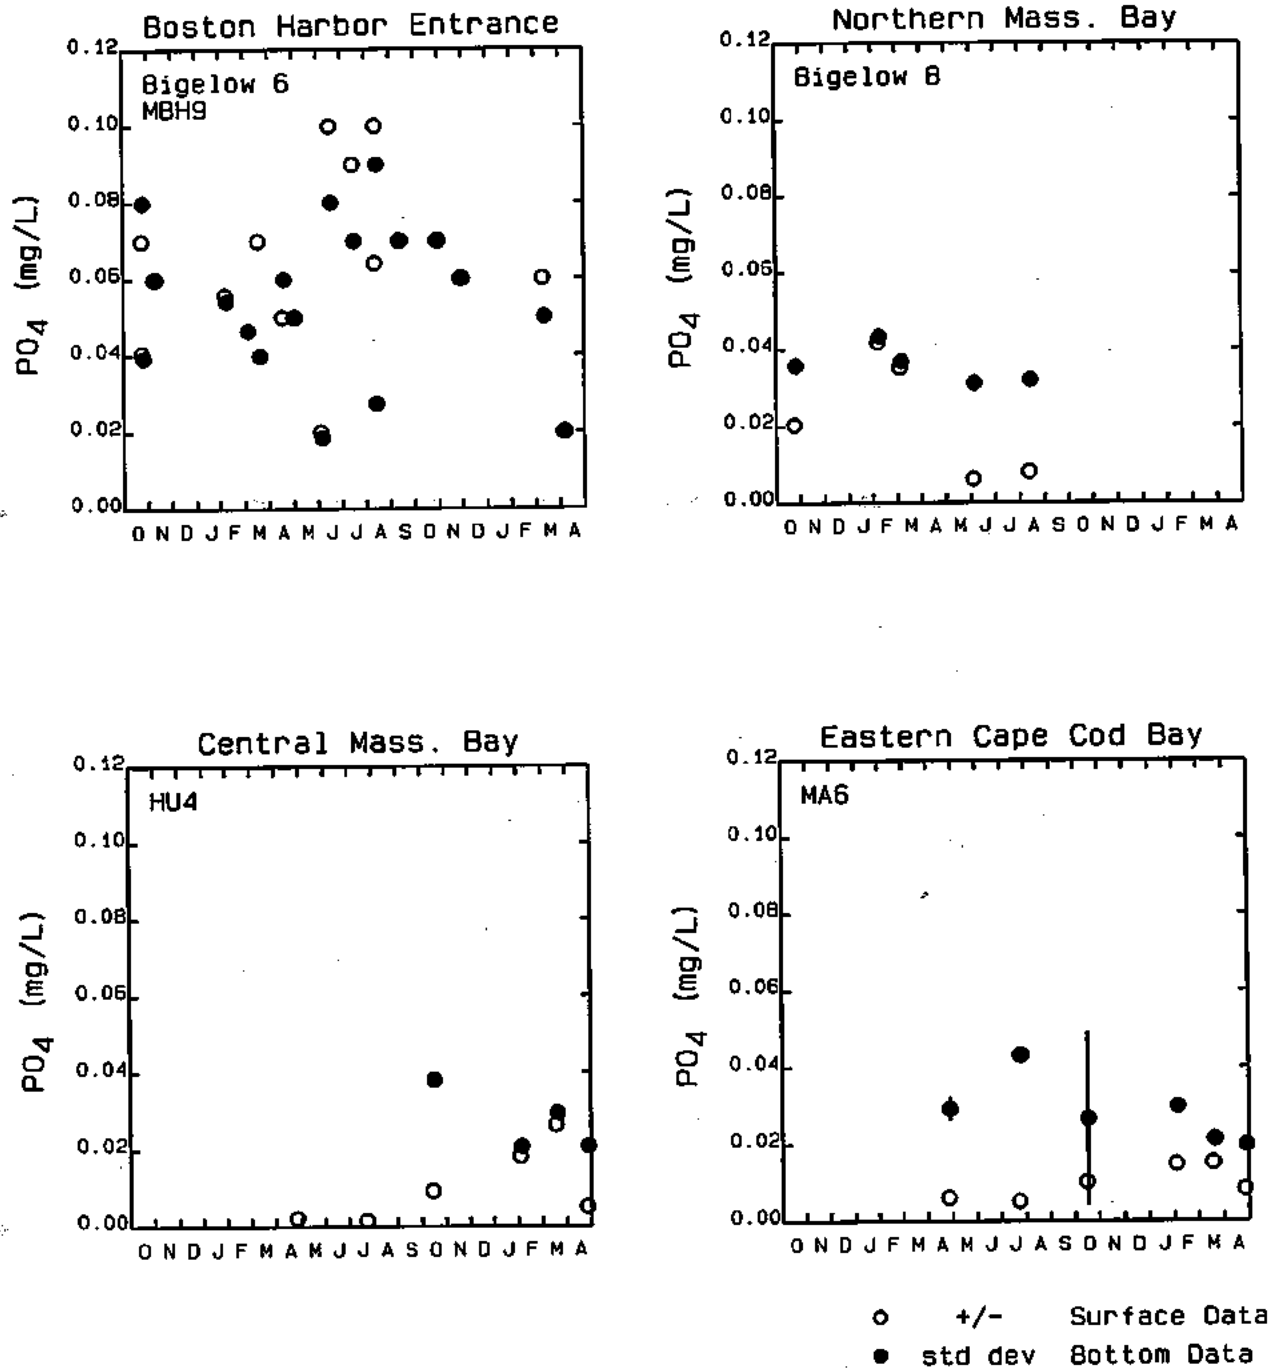 Boston Harbor Entrance
Bigelow 6
MBH9
PO4 (mg/L)
0.12
0.10
0.08
0.06
0.04
0.02
0.00
O N D J F M A M J J A S O N D J F M A
Northern Mass. Bay
Bigelow 8
PO4 (mg/L)
0.12
0.10
0.08
0.06
0.04
0.02
0.00
O N D J F M A M J J A S O N D J F M A
Central Mass. Bay
HU4
PO4 (mg/L)
0.12
0.10
0.08
0.06
0.04
0.02
0.00
O N D J F M A M J J A S O N D J F M A
Eastern Cape Cod Bay
MA6
PO4 (mg/L)
0.12
0.10
0.08
0.06
0.04
0.02
0.00
O N D J F M A M J J A S O N D J F M A
+/- Surface Data
std dev Bottom Data